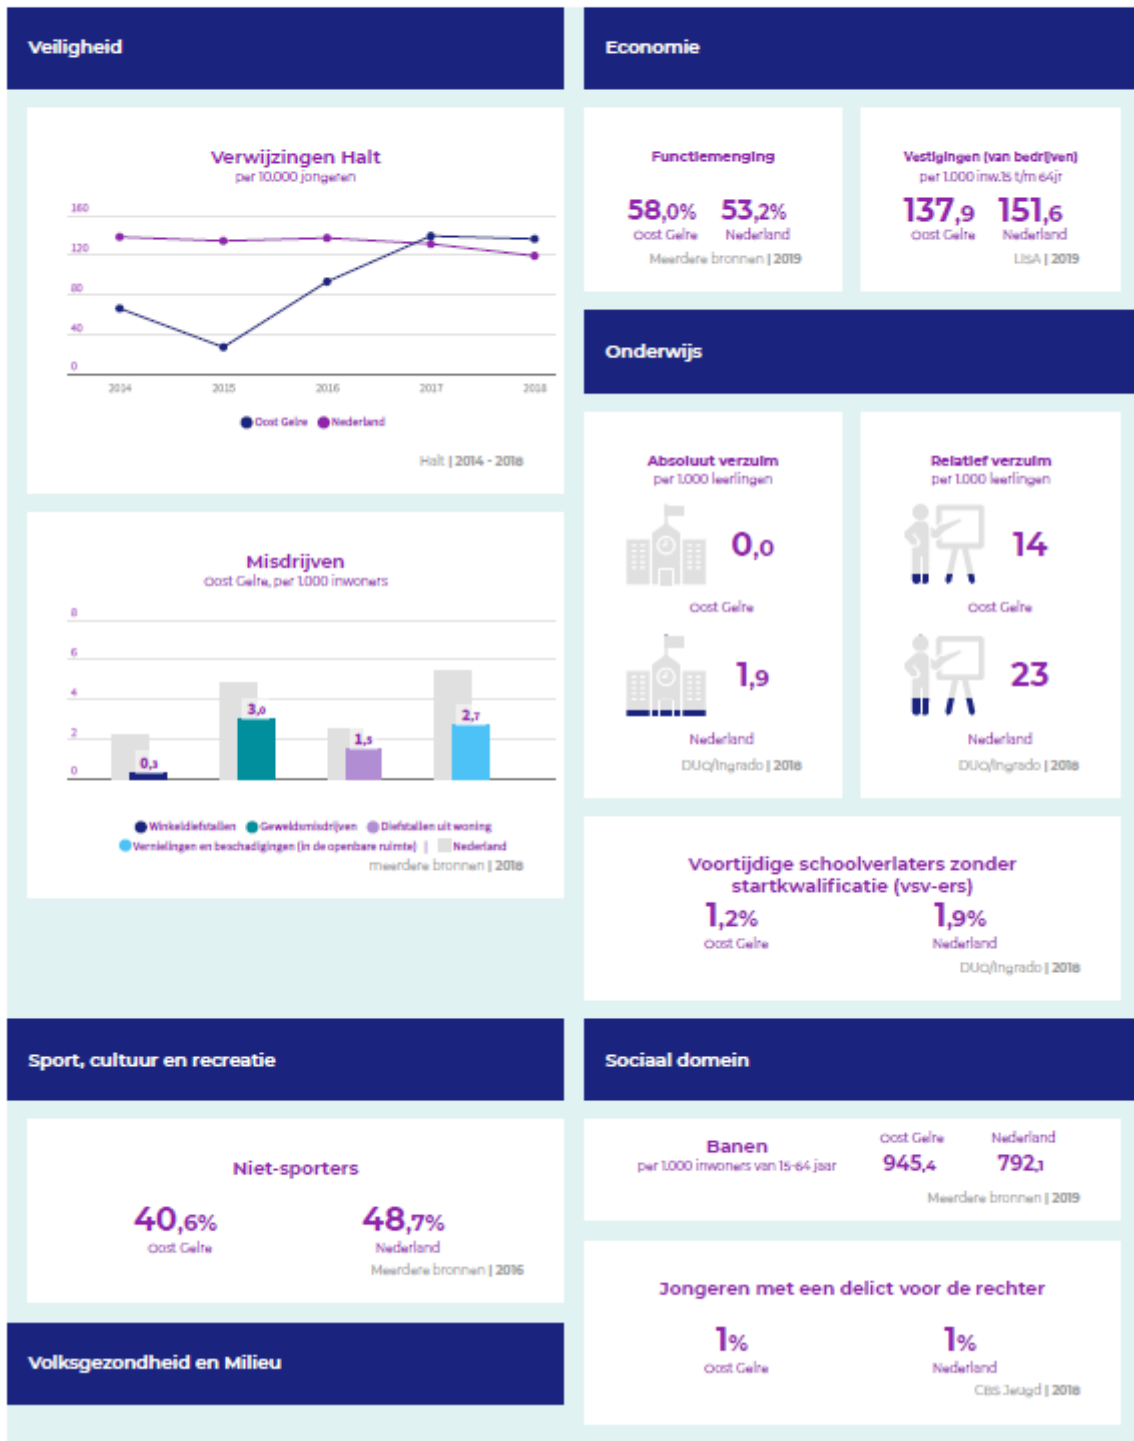 Veiligheid
Verwijzingen Halt
per 10.000 jongeren
160
120
80
40
0
2014 2015 2016 2017 2018
Oost Gelre Nederland
Halt | 2014 - 2018
Misdrijven
Oost Gelre, per 1.000 inwoners
8
6
4
2
0
0,3 3,0 1,5 2,7
Winkeldiefstallen Geweldsmisdrijven Diefstallen uit woning
Vernielingen en beschadigingen (in de openbare ruimte) | Nederland
meerdere bronnen | 2018
Economie
Functiemenging
58,0% 53,2%
Oost Gelre Nederland
Meerdere bronnen | 2019
Vestigingen (van bedrijven)
per 1.000 inw.15 t/m 64jr
137,9 151,6
Oost Gelre Nederland
LISA | 2019
Onderwijs
Absoluut verzuim
per 1.000 leerlingen
0,0
Oost Gelre
1,9
Nederland
DUO/Ingrado | 2018
Relatief verzuim
per 1.000 leerlingen
14
Oost Gelre
23
Nederland
DUO/Ingrado | 2018
Voortijdige schoolverlaters zonder
startkwalificatie (vsv-ers)
1,2% 1,9%
Oost Gelre Nederland
DUO/Ingrado | 2018
Sport, cultuur en recreatie
Niet-sporters
40,6% 48,7%
Oost Gelre Nederland
Meerdere bronnen | 2016
Volksgezondheid en Milieu
Sociaal domein
Banen
per 1.000 inwoners van 15-64 jaar
Oost Gelre Nederland
945,4 792,1
Meerdere bronnen | 2019
Jongeren met een delict voor de rechter
1% 1%
Oost Gelre Nederland
CBS Jeugd | 2018